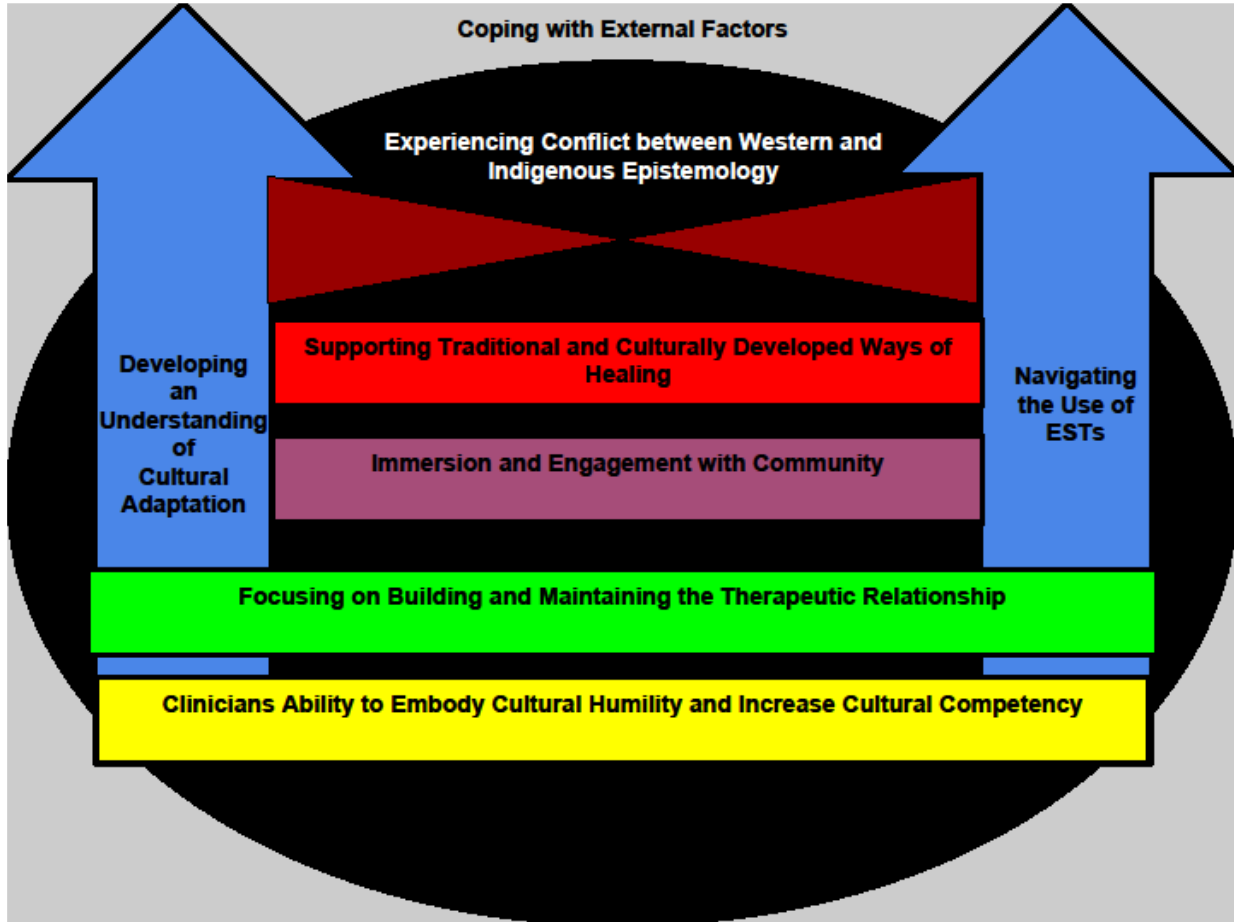 Coping with External Factors
Experiencing Conflict between Western and
Indigenous Epistemology
Supporting Traditional and Culturally Developed Ways of
Healing
Developing
an
Understanding
of
Cultural
Adaptation
Navigating
the Use of
ESTs
Immersion and Engagement with Community
Focusing on Building and Maintaining the Therapeutic Relationship
Clinicians Ability to Embody Cultural Humility and Increase Cultural Competency